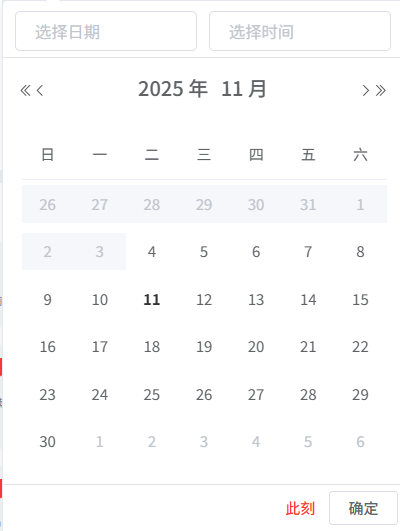 选择日期 选择时间
2025 年 11 月
日 一 二 三 四 五 六
26 27 28 29 30 31 1
2 3 4 5 6 7 8
9 10 11 12 13 14 15
16 17 18 19 20 21 22
23 24 25 26 27 28 29
30 1 2 3 4 5 6
此刻 确定